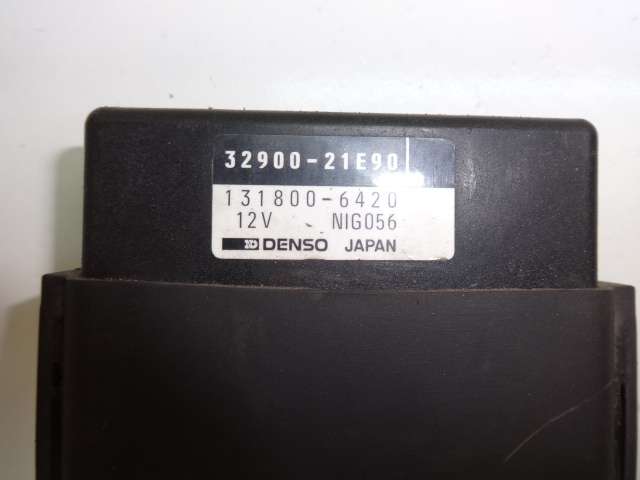 32900-21E90
131800-6420
12V NIG056
DENSO JAPAN